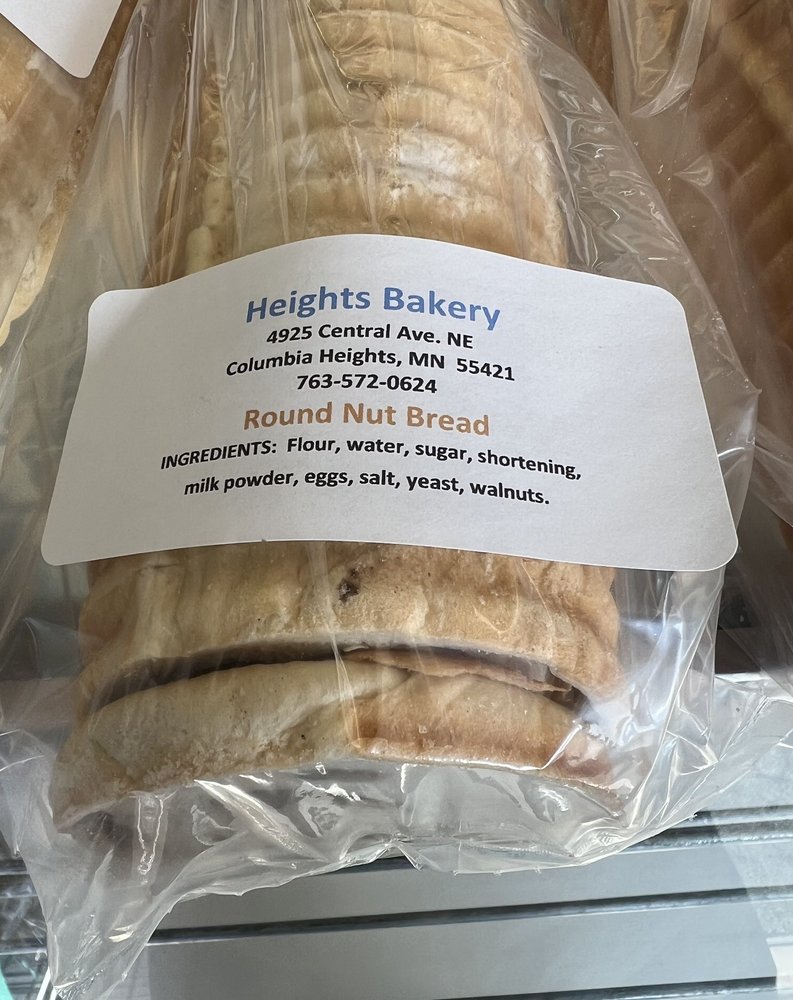 Heights Bakery
4925 Central Ave. NE
Columbia Heights, MN  55421
763-572-0624
Round Nut Bread
INGREDIENTS:  Flour, water, sugar, shortening,
milk powder, eggs, salt, yeast, walnuts.